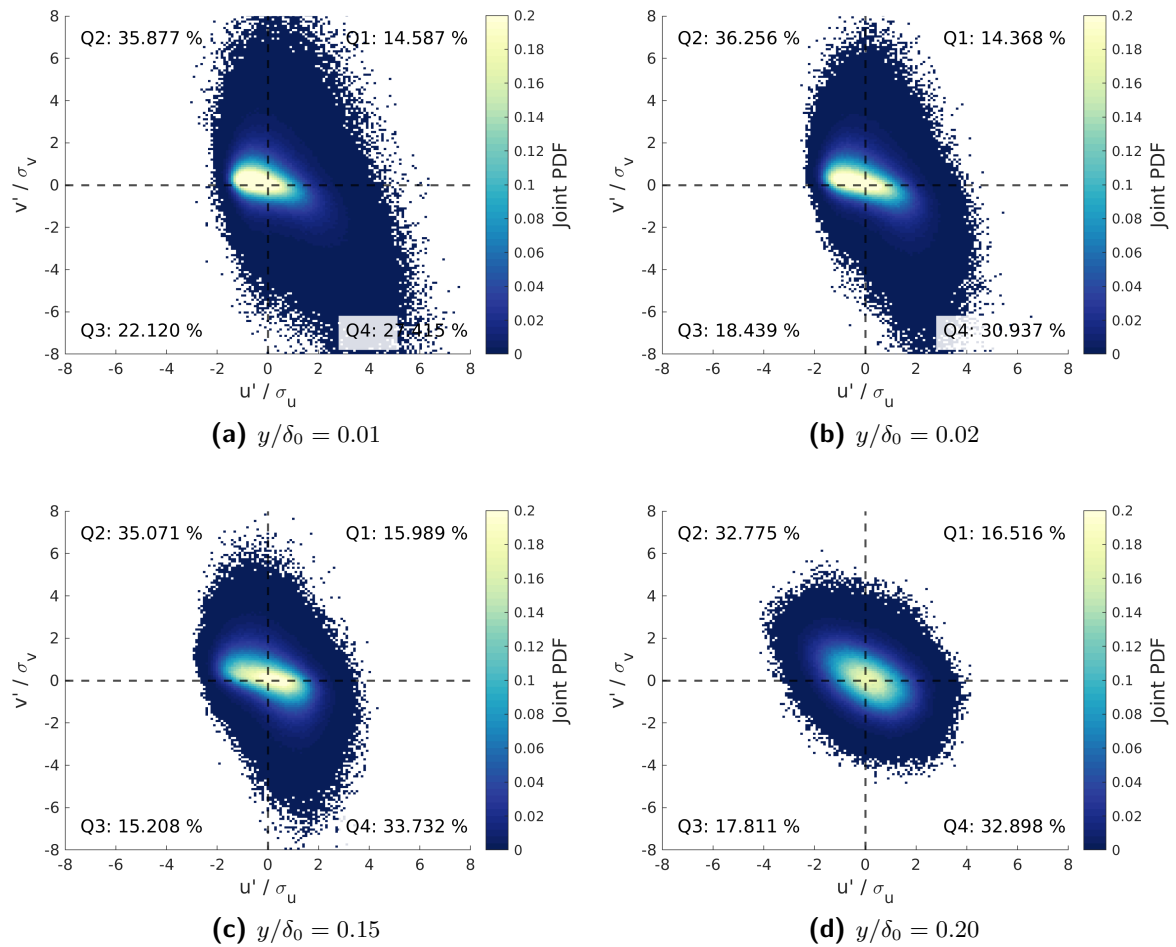 Q2: 35.877 %
Q1: 14.587 %
Q3: 22.120 %
Q4: 27.415 %
8
6
4
2
0
-2
-4
-6
-8
v' / σ_v
-8 -6 -4 -2 0 2 4 6 8
u' / σ_u
0.2
0.18
0.16
0.14
0.12
0.1
0.08
0.06
0.04
0.02
0
Joint PDF
(a) y/δ₀ = 0.01
Q2: 36.256 %
Q1: 14.368 %
Q3: 18.439 %
Q4: 30.937 %
8
6
4
2
0
-2
-4
-6
-8
v' / σ_v
-8 -6 -4 -2 0 2 4 6 8
u' / σ_u
0.2
0.18
0.16
0.14
0.12
0.1
0.08
0.06
0.04
0.02
0
Joint PDF
(b) y/δ₀ = 0.02
Q2: 35.071 %
Q1: 15.989 %
Q3: 15.208 %
Q4: 33.732 %
8
6
4
2
0
-2
-4
-6
-8
v' / σ_v
-8 -6 -4 -2 0 2 4 6 8
u' / σ_u
0.2
0.18
0.16
0.14
0.12
0.1
0.08
0.06
0.04
0.02
0
Joint PDF
(c) y/δ₀ = 0.15
Q2: 32.775 %
Q1: 16.516 %
Q3: 17.811 %
Q4: 32.898 %
8
6
4
2
0
-2
-4
-6
-8
v' / σ_v
-8 -6 -4 -2 0 2 4 6 8
u' / σ_u
0.2
0.18
0.16
0.14
0.12
0.1
0.08
0.06
0.04
0.02
0
Joint PDF
(d) y/δ₀ = 0.20